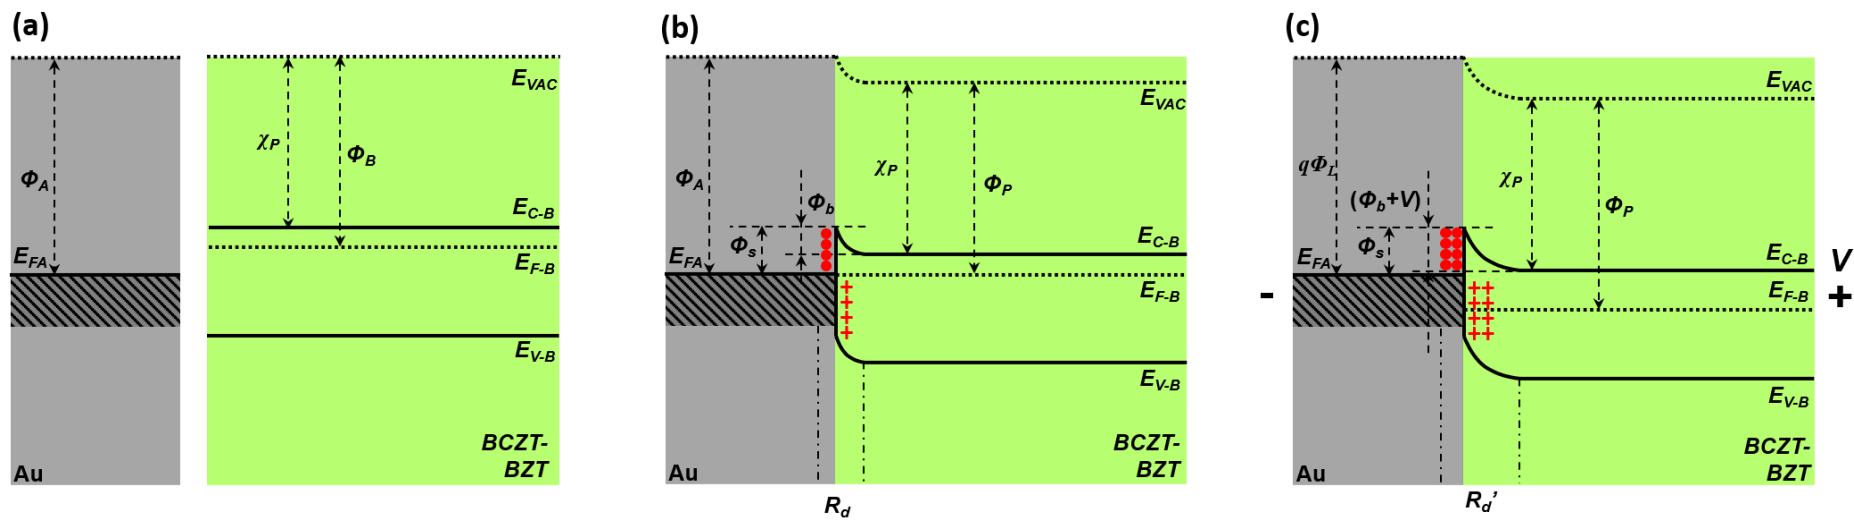 (a)
E_VAC
χ_P
Φ_B
Φ_A
E_C-B
E_FA
E_F-B
E_V-B
BCZT-
BZT
Au
(b)
E_VAC
χ_P
Φ_A
Φ_P
Φ_b
Φ_s
E_C-B
E_FA
E_F-B
+
+
+
+
E_V-B
BCZT-
BZT
Au
R_d
(c)
E_VAC
qΦ_L
χ_P
(Φ_b+V)
Φ_P
Φ_s
E_C-B
V
E_FA
E_F-B
-
+
++
++
++
++
E_V-B
BCZT-
BZT
Au
R_d’